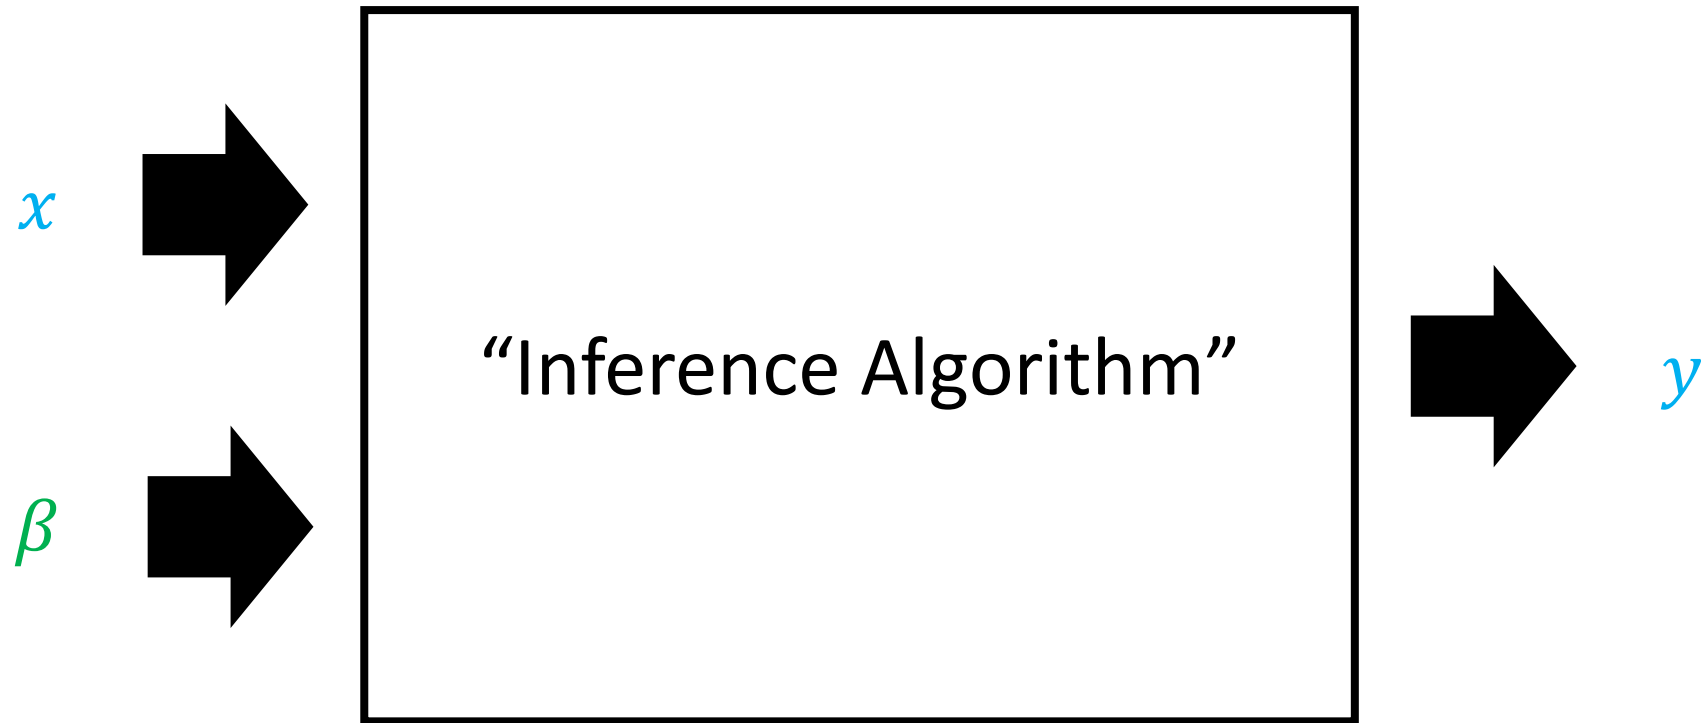 x
“Inference Algorithm”
y
β